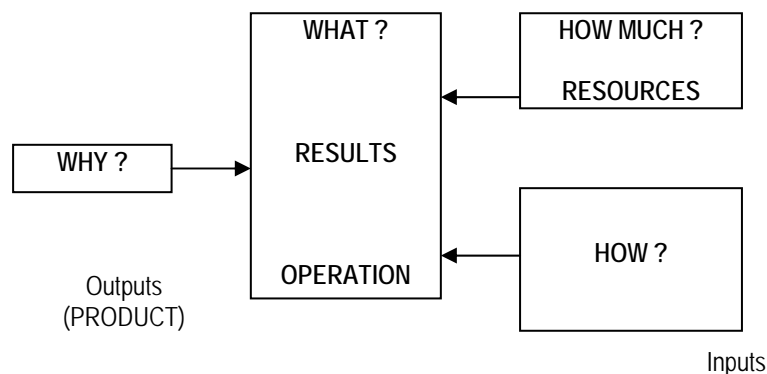 WHAT ?
RESULTS
OPERATION
HOW MUCH ?
RESOURCES
WHY ?
HOW ?
Outputs
(PRODUCT)
Inputs